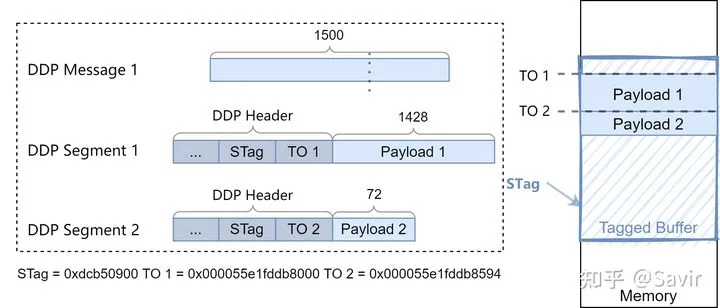 1500
DDP Message 1
DDP Header
1428
DDP Segment 1
... STag TO 1 Payload 1
DDP Header
72
DDP Segment 2
... STag TO 2 Payload 2
STag = 0xdcb50900 TO 1 = 0x000055e1fddb8000 TO 2 = 0x000055e1fddb8594
TO 1
Payload 1
TO 2
Payload 2
STag
Tagged Buffer
Memory
知乎 @Savir